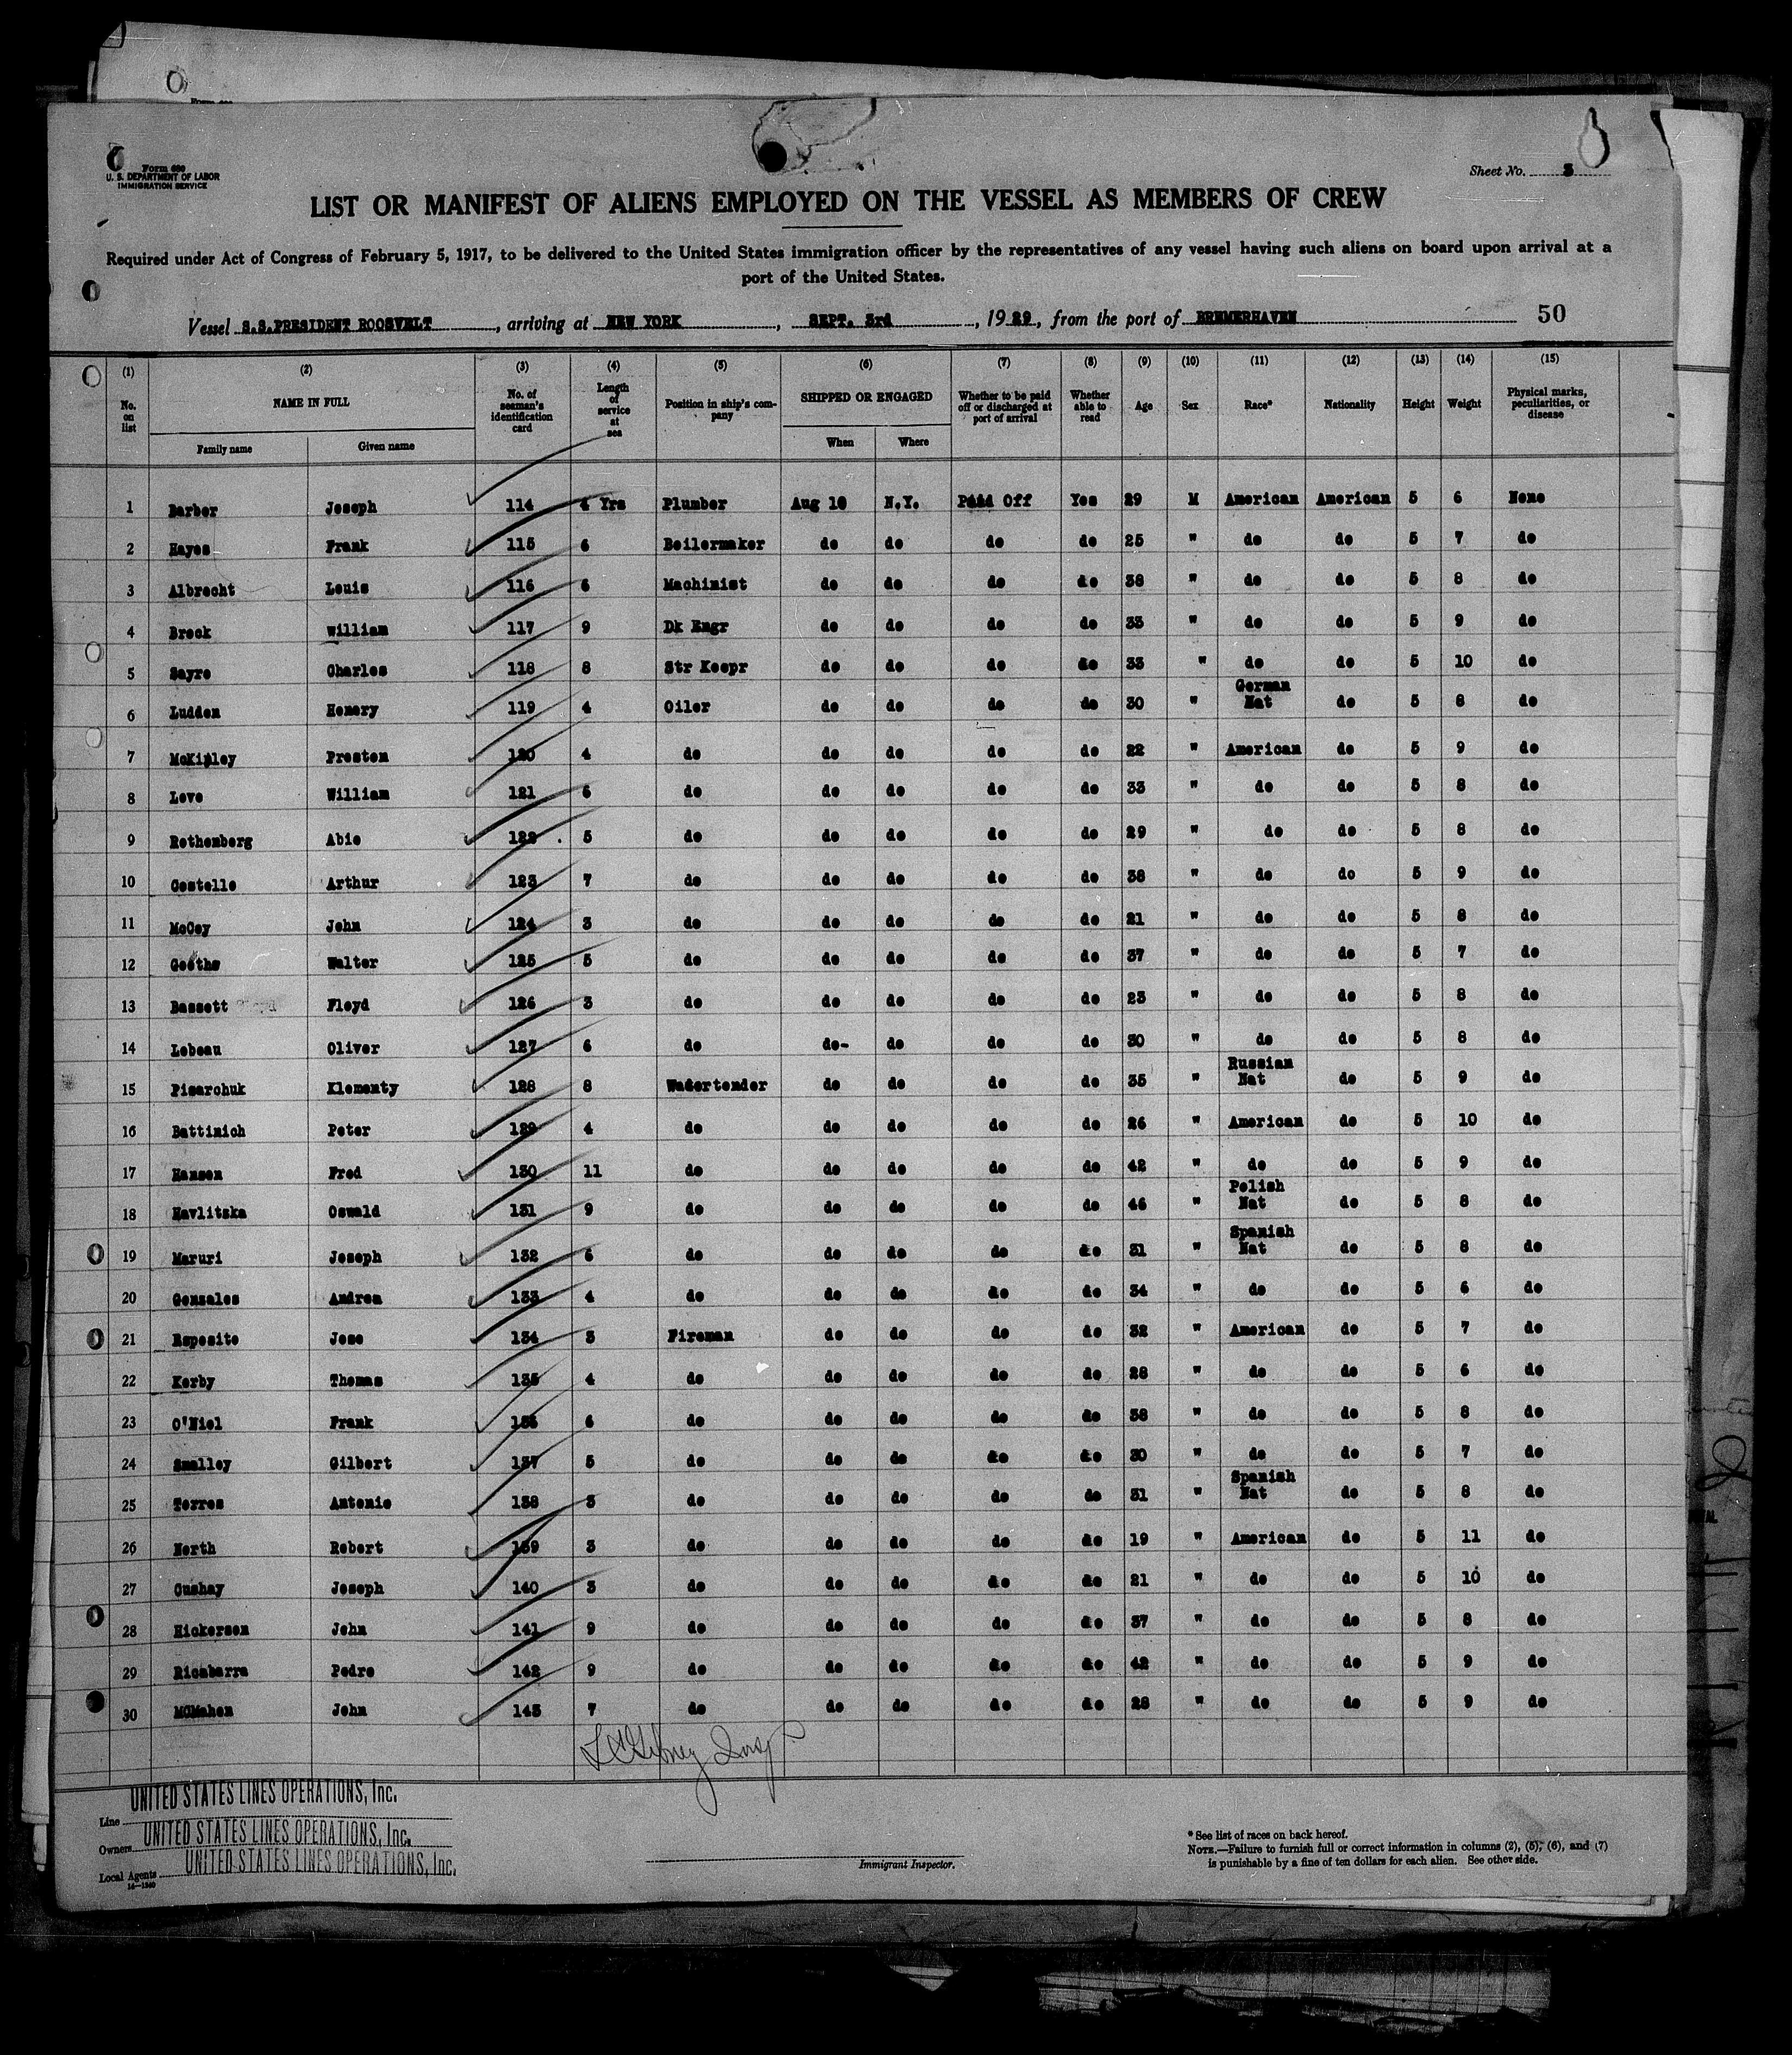 Form 680
U. S. DEPARTMENT OF LABOR
IMMIGRATION SERVICE
Sheet No. 3
LIST OR MANIFEST OF ALIENS EMPLOYED ON THE VESSEL AS MEMBERS OF CREW
Required under Act of Congress of February 5, 1917, to be delivered to the United States immigration officer by the representatives of any vessel having such aliens on board upon arrival at a
port of the United States.
Vessel S.S.PRESIDENT ROOSVELT, arriving at NEW YORK, SEPT. 3rd, 1929, from the port of BREMERHAVEN 50
(1) (2) (3) (4) (5) (6) (7) (8) (9) (10) (11) (12) (13) (14) (15)
No. on list NAME IN FULL No. of seaman's identification card Length of service at sea Position in ship's company SHIPPED OR ENGAGED Whether to be paid off or discharged at port of arrival Whether able to read Age Sex Race* Nationality Height Weight Physical marks, peculiarities, or disease
Family name Given name When Where
1 Barber Joseph 114 4 Yrs Plumber Aug 10 N.Y. Paid Off Yes 29 M American American 5 6 None
2 Hayes Frank 115 6 Boilermaker do do do do 25 " do do 5 7 do
3 Albrecht Louis 116 6 Machinist do do do do 38 " do do 5 8 do
4 Brock william 117 9 Dk Engr do do do do 33 " do do 5 9 do
5 Sayre Charles 118 8 Str Keepr do do do do 33 " do do 5 10 do
6 Ludden Henery 119 4 Oiler do do do do 30 " German Nat do 5 8 do
7 McKinley Preston 120 4 do do do do do 22 " American do 5 9 do
8 Love William 121 6 do do do do do 33 " do do 5 8 do
9 Rothenberg Abie 122 5 do do do do do 29 " do do 5 8 do
10 Costello Arthur 123 7 do do do do do 38 " do do 5 9 do
11 McCoy John 124 3 do do do do do 21 " do do 5 8 do
12 Goethe Walter 125 5 do do do do do 37 " do do 5 7 do
13 Bassett Floyd 126 3 do do do do do 23 " do do 5 8 do
14 Lebeau Oliver 127 6 do do- do do do 30 " do do 5 8 do
15 Pisarchuk Klementy 128 8 Watertender do do do do 35 " Russian Nat do 5 9 do
16 Battinich Peter 129 4 do do do do do 26 " American do 5 10 do
17 Hansen Fred 130 11 do do do do do 42 " do do 5 9 do
18 Havlitska Oswald 131 9 do do do do do 46 " Polish Nat do 5 8 do
19 Maruri Joseph 132 6 do do do do do 31 " Spanish Nat do 5 8 do
20 Gonzales Andrea 133 4 do do do do do 34 " do do 5 6 do
21 Esposito Jose 134 3 Fireman do do do do 32 " American do 5 7 do
22 Kerby Thomas 135 4 do do do do do 28 " do do 5 6 do
23 O'Niel Frank 136 6 do do do do do 38 " do do 5 8 do
24 Smalley Gilbert 137 5 do do do do do 30 " do do 5 7 do
25 Torres Antonio 138 3 do do do do do 31 " Spanish Nat do 5 8 do
26 North Robert 139 3 do do do do do 19 " American do 5 11 do
27 Cushay Joseph 140 3 do do do do do 21 " do do 5 10 do
28 Hickerson John 141 9 do do do do do 37 " do do 5 8 do
29 Ricabarra Pedro 142 9 do do do do do 42 " do do 5 9 do
30 McMahon John 143 7 do do do do do 28 " do do 5 9 do
Line UNITED STATES LINES OPERATIONS, Inc.
Owners UNITED STATES LINES OPERATIONS, Inc.
Local Agents UNITED STATES LINES OPERATIONS, Inc.
14—1240
Immigrant Inspector.
* See list of races on back hereof.
NOTE.—Failure to furnish full or correct information in columns (2), (5), (6), and (7)
is punishable by a fine of ten dollars for each alien. See other side.